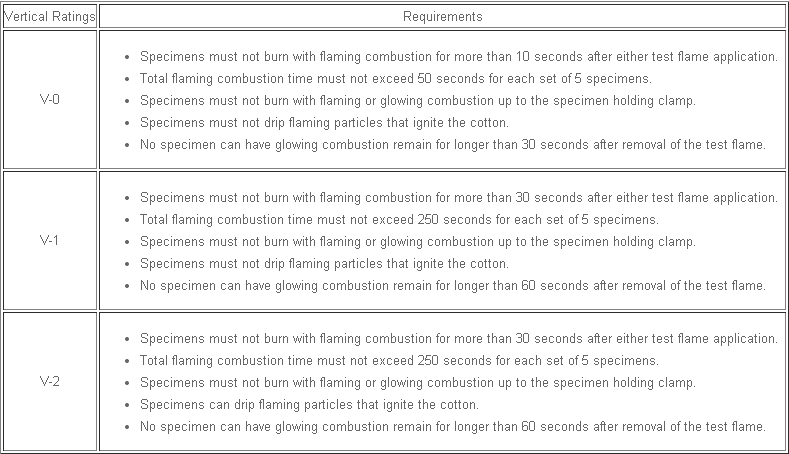 Vertical Ratings
Requirements
V-0
Specimens must not burn with flaming combustion for more than 10 seconds after either test flame application.
Total flaming combustion time must not exceed 50 seconds for each set of 5 specimens.
Specimens must not burn with flaming or glowing combustion up to the specimen holding clamp.
Specimens must not drip flaming particles that ignite the cotton.
No specimen can have glowing combustion remain for longer than 30 seconds after removal of the test flame.
V-1
Specimens must not burn with flaming combustion for more than 30 seconds after either test flame application.
Total flaming combustion time must not exceed 250 seconds for each set of 5 specimens.
Specimens must not burn with flaming or glowing combustion up to the specimen holding clamp.
Specimens must not drip flaming particles that ignite the cotton.
No specimen can have glowing combustion remain for longer than 60 seconds after removal of the test flame.
V-2
Specimens must not burn with flaming combustion for more than 30 seconds after either test flame application.
Total flaming combustion time must not exceed 250 seconds for each set of 5 specimens.
Specimens must not burn with flaming or glowing combustion up to the specimen holding clamp.
Specimens can drip flaming particles that ignite the cotton.
No specimen can have glowing combustion remain for longer than 60 seconds after removal of the test flame.